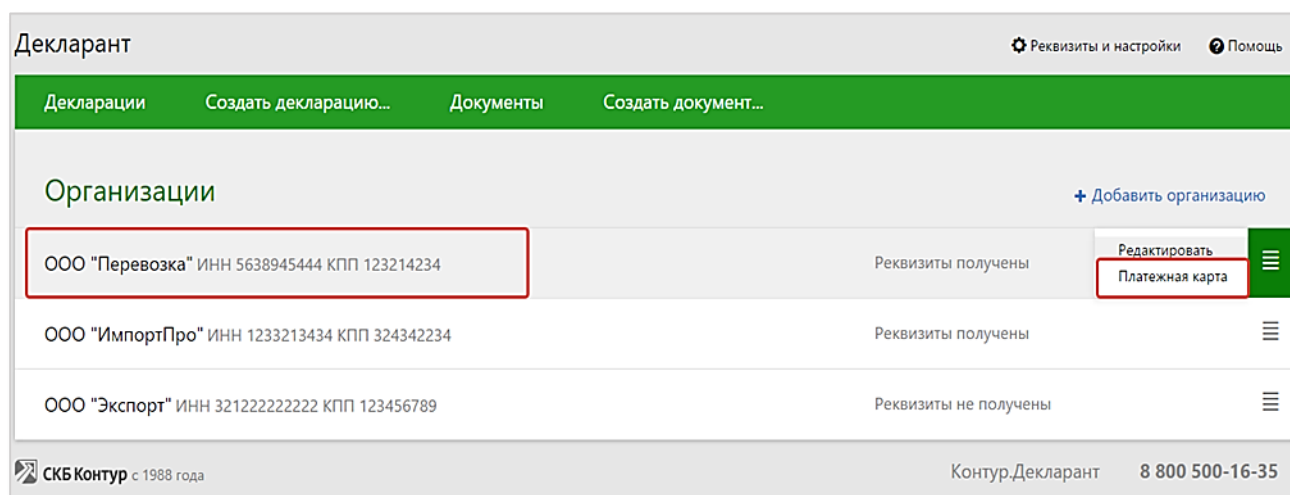 Декларант Реквизиты и настройки Помощь
Декларации Создать декларацию... Документы Создать документ...
Организации + Добавить организацию
ООО "Перевозка" ИНН 5638945444 КПП 123214234 Реквизиты получены Редактировать
Платежная карта
ООО "ИмпортПро" ИНН 1233213434 КПП 324342234 Реквизиты получены
ООО "Экспорт" ИНН 321222222222 КПП 123456789 Реквизиты не получены
СКБ Контур с 1988 года Контур.Декларант 8 800 500-16-35